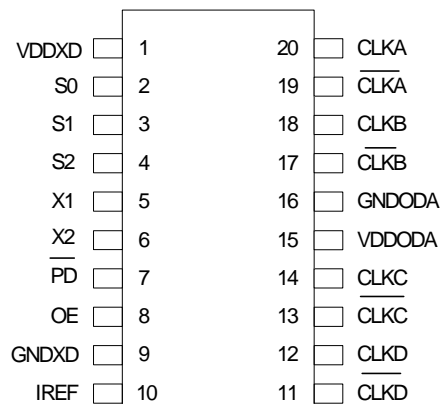 VDDXD 1 20 CLKA
S0 2 19 CLKA
S1 3 18 CLKB
S2 4 17 CLKB
X1 5 16 GNDODA
X2 6 15 VDDODA
PD 7 14 CLKC
OE 8 13 CLKC
GNDXD 9 12 CLKD
IREF 10 11 CLKD